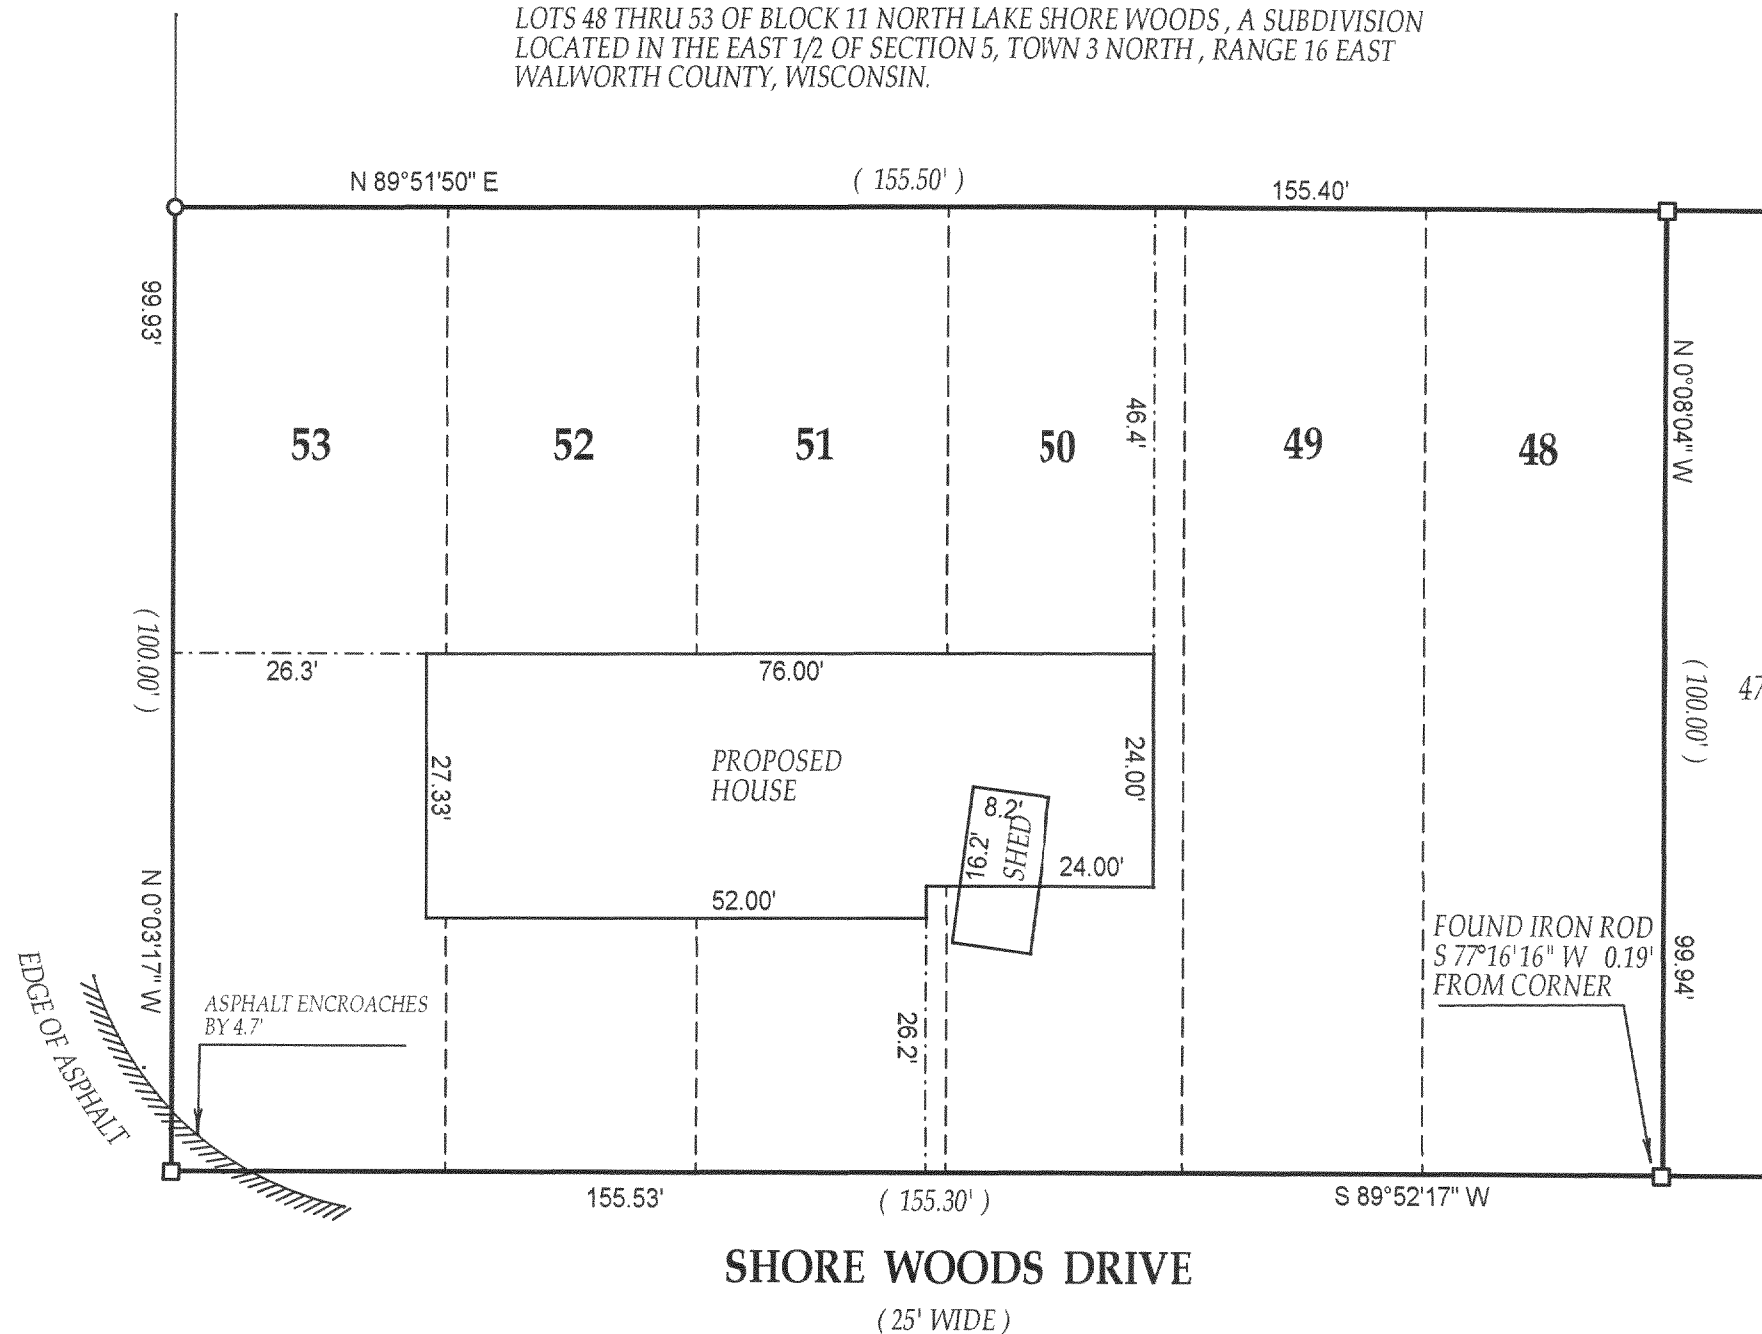 LOTS 48 THRU 53 OF BLOCK 11 NORTH LAKE SHORE WOODS , A SUBDIVISION
LOCATED IN THE EAST 1/2 OF SECTION 5, TOWN 3 NORTH , RANGE 16 EAST
WALWORTH COUNTY, WISCONSIN.
N 89°51'50" E
( 155.50' )
155.40'
99.93'
53
52
51
50
46.4'
49
48
N 0°08'04" W
( 100.00' )
26.3'
76.00'
( 100.00' )
47
27.33'
PROPOSED
HOUSE
24.00'
8.2'
16.2'
SHED
24.00'
52.00'
N 0°03'17" W
FOUND IRON ROD
S 77°16'16" W 0.19'
FROM CORNER
99.94'
EDGE OF ASPHALT
ASPHALT ENCROACHES
BY 4.7'
26.2'
155.53'
( 155.30' )
S 89°52'17" W
SHORE WOODS DRIVE
( 25' WIDE )